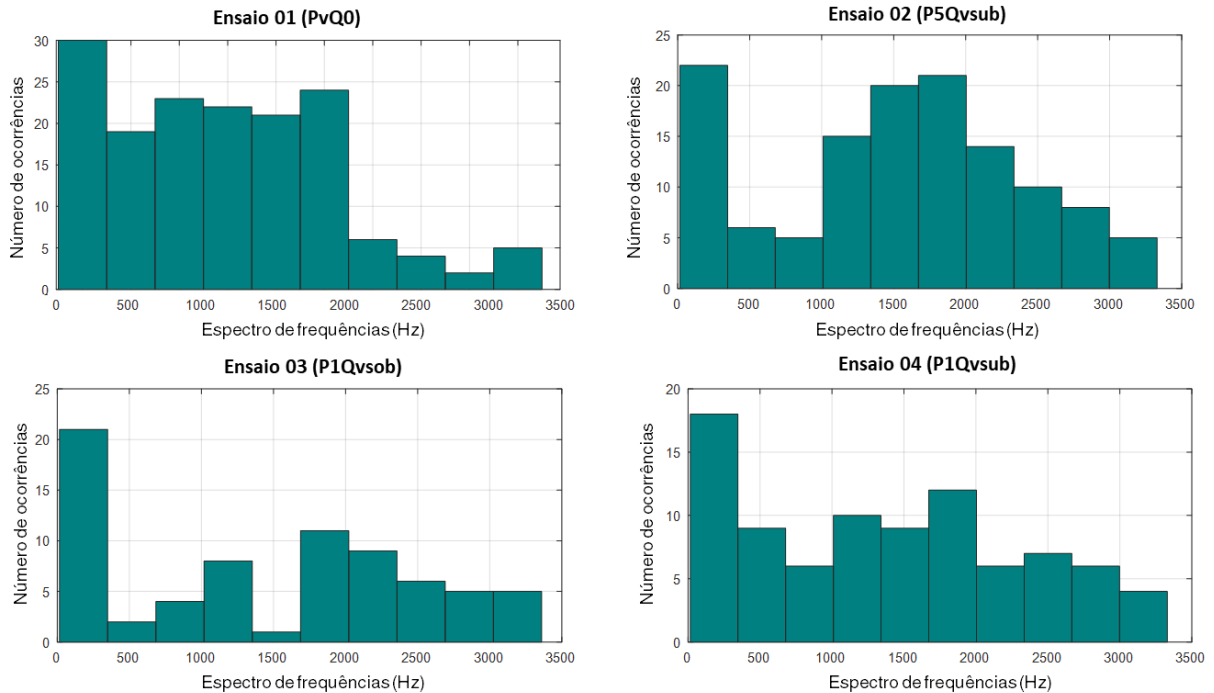 Ensaio 01 (PvQ0)
Número de ocorrências
30
25
20
15
10
5
0
0 500 1000 1500 2000 2500 3000 3500
Espectro de frequências (Hz)
Ensaio 02 (P5Qvsub)
Número de ocorrências
25
20
15
10
5
0
0 500 1000 1500 2000 2500 3000 3500
Espectro de frequências (Hz)
Ensaio 03 (P1Qvsob)
Número de ocorrências
25
20
15
10
5
0
0 500 1000 1500 2000 2500 3000 3500
Espectro de frequências (Hz)
Ensaio 04 (P1Qvsub)
Número de ocorrências
20
15
10
5
0
0 500 1000 1500 2000 2500 3000 3500
Espectro de frequências (Hz)